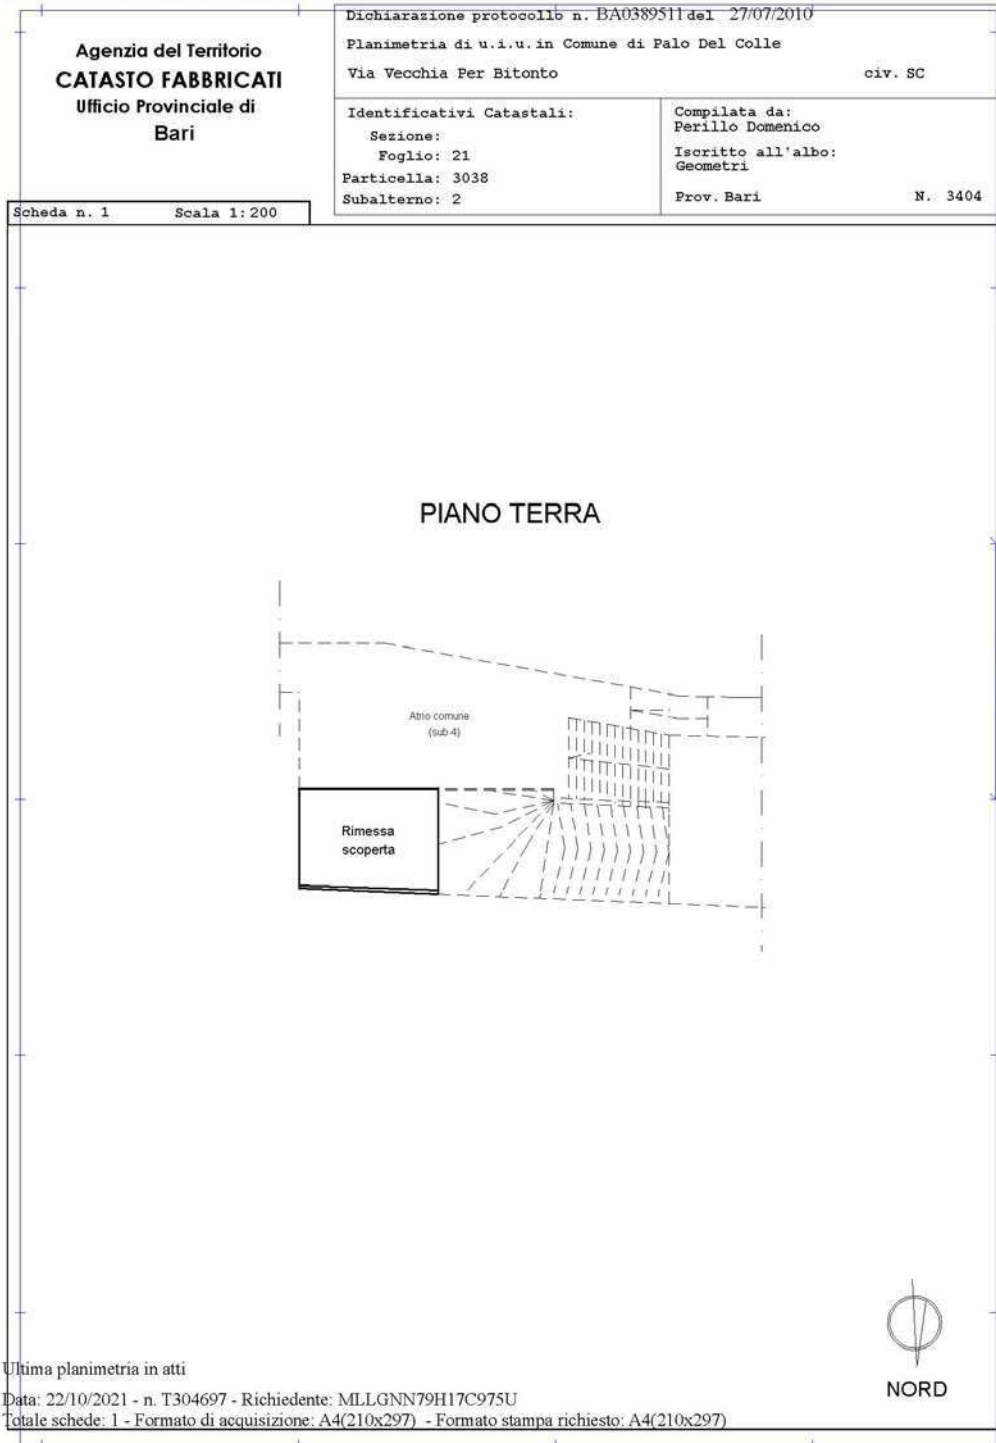 Agenzia del Territorio
CATASTO FABBRICATI
Ufficio Provinciale di
Bari
Dichiarazione protocollo n. BA0389511 del 27/07/2010
Planimetria di u.i.u. in Comune di Palo Del Colle
Via Vecchia Per Bitonto civ. SC
Identificativi Catastali:
Sezione:
Foglio: 21
Particella: 3038
Subalterno: 2
Compilata da:
Perillo Domenico
Iscritto all'albo:
Geometri
Prov. Bari N. 3404
Scheda n. 1 Scala 1:200
PIANO TERRA
Atrio comune
(sub 4)
Rimessa
scoperta
NORD
Ultima planimetria in atti
Data: 22/10/2021 - n. T304697 - Richiedente: MLLGNN79H17C975U
Totale schede: 1 - Formato di acquisizione: A4(210x297) - Formato stampa richiesto: A4(210x297)